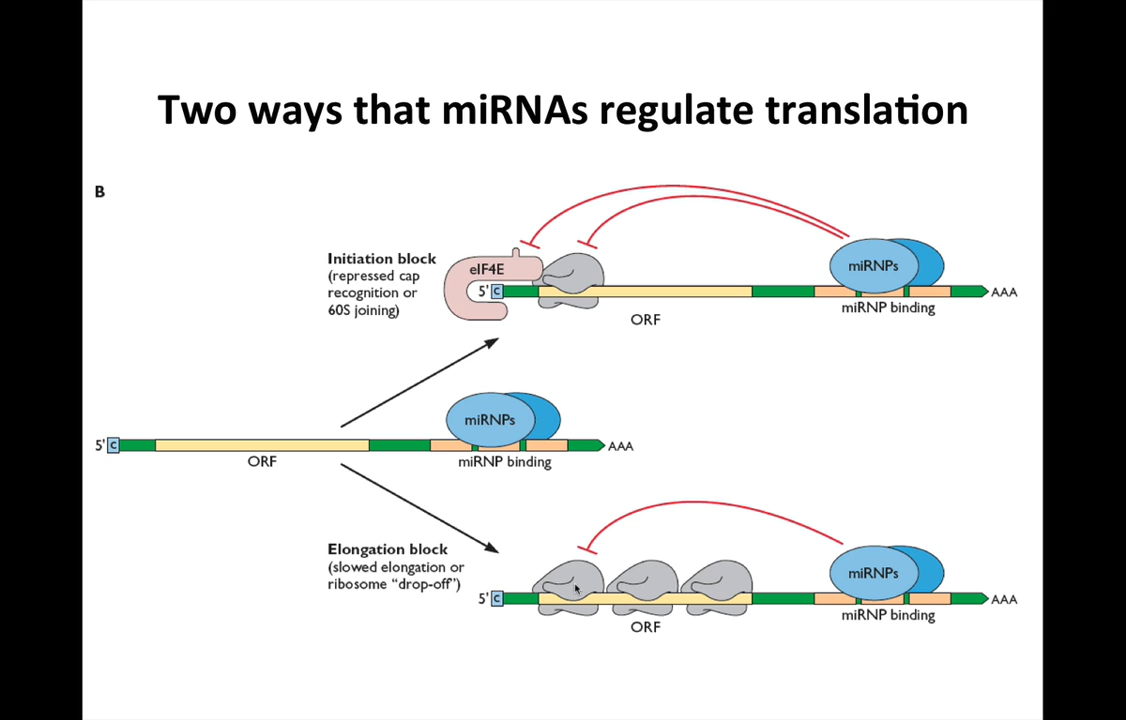 Two ways that miRNAs regulate translation
B
Initiation block
(repressed cap
recognition or
60S joining)
eIF4E
5' C
miRNPs
AAA
miRNP binding
ORF
5' C
miRNPs
AAA
ORF
miRNP binding
Elongation block
(slowed elongation or
ribosome “drop-off”)
5' C
miRNPs
AAA
miRNP binding
ORF